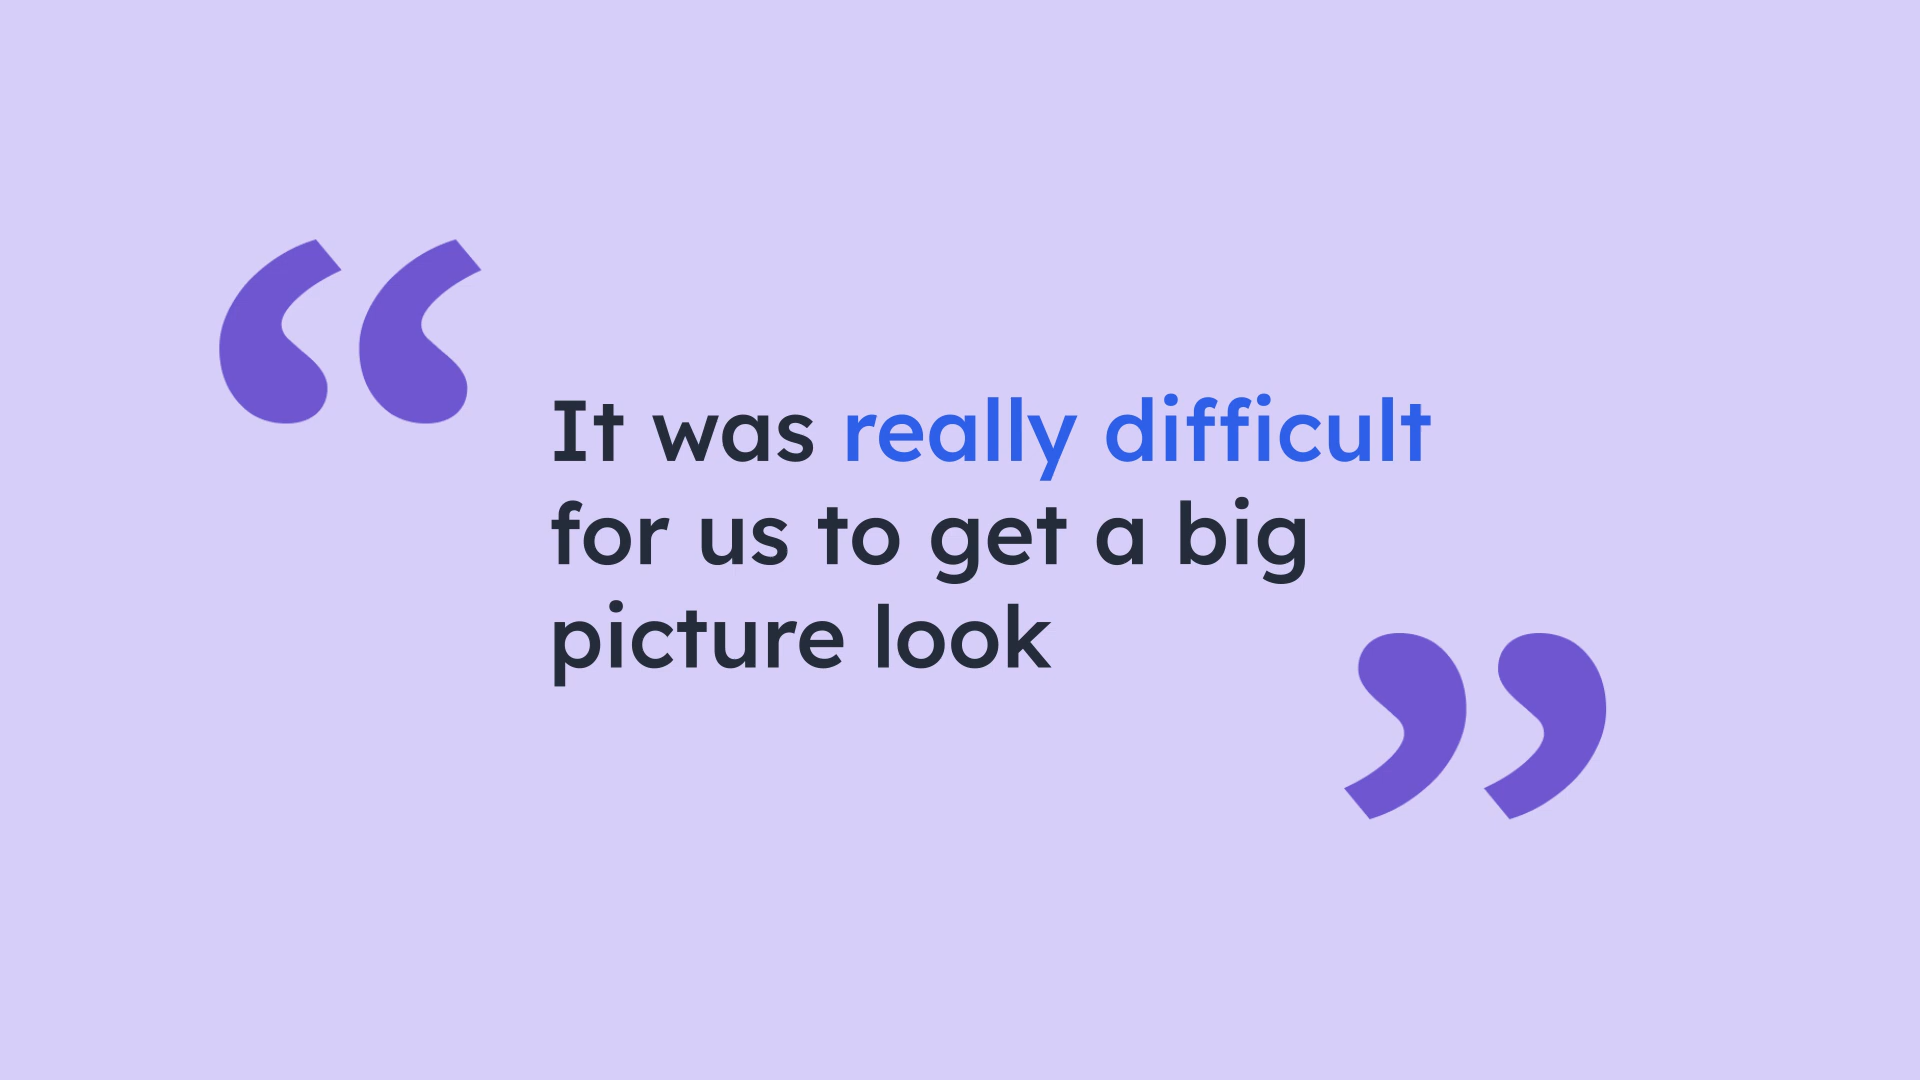 “
It was really difficult
for us to get a big
picture look
”